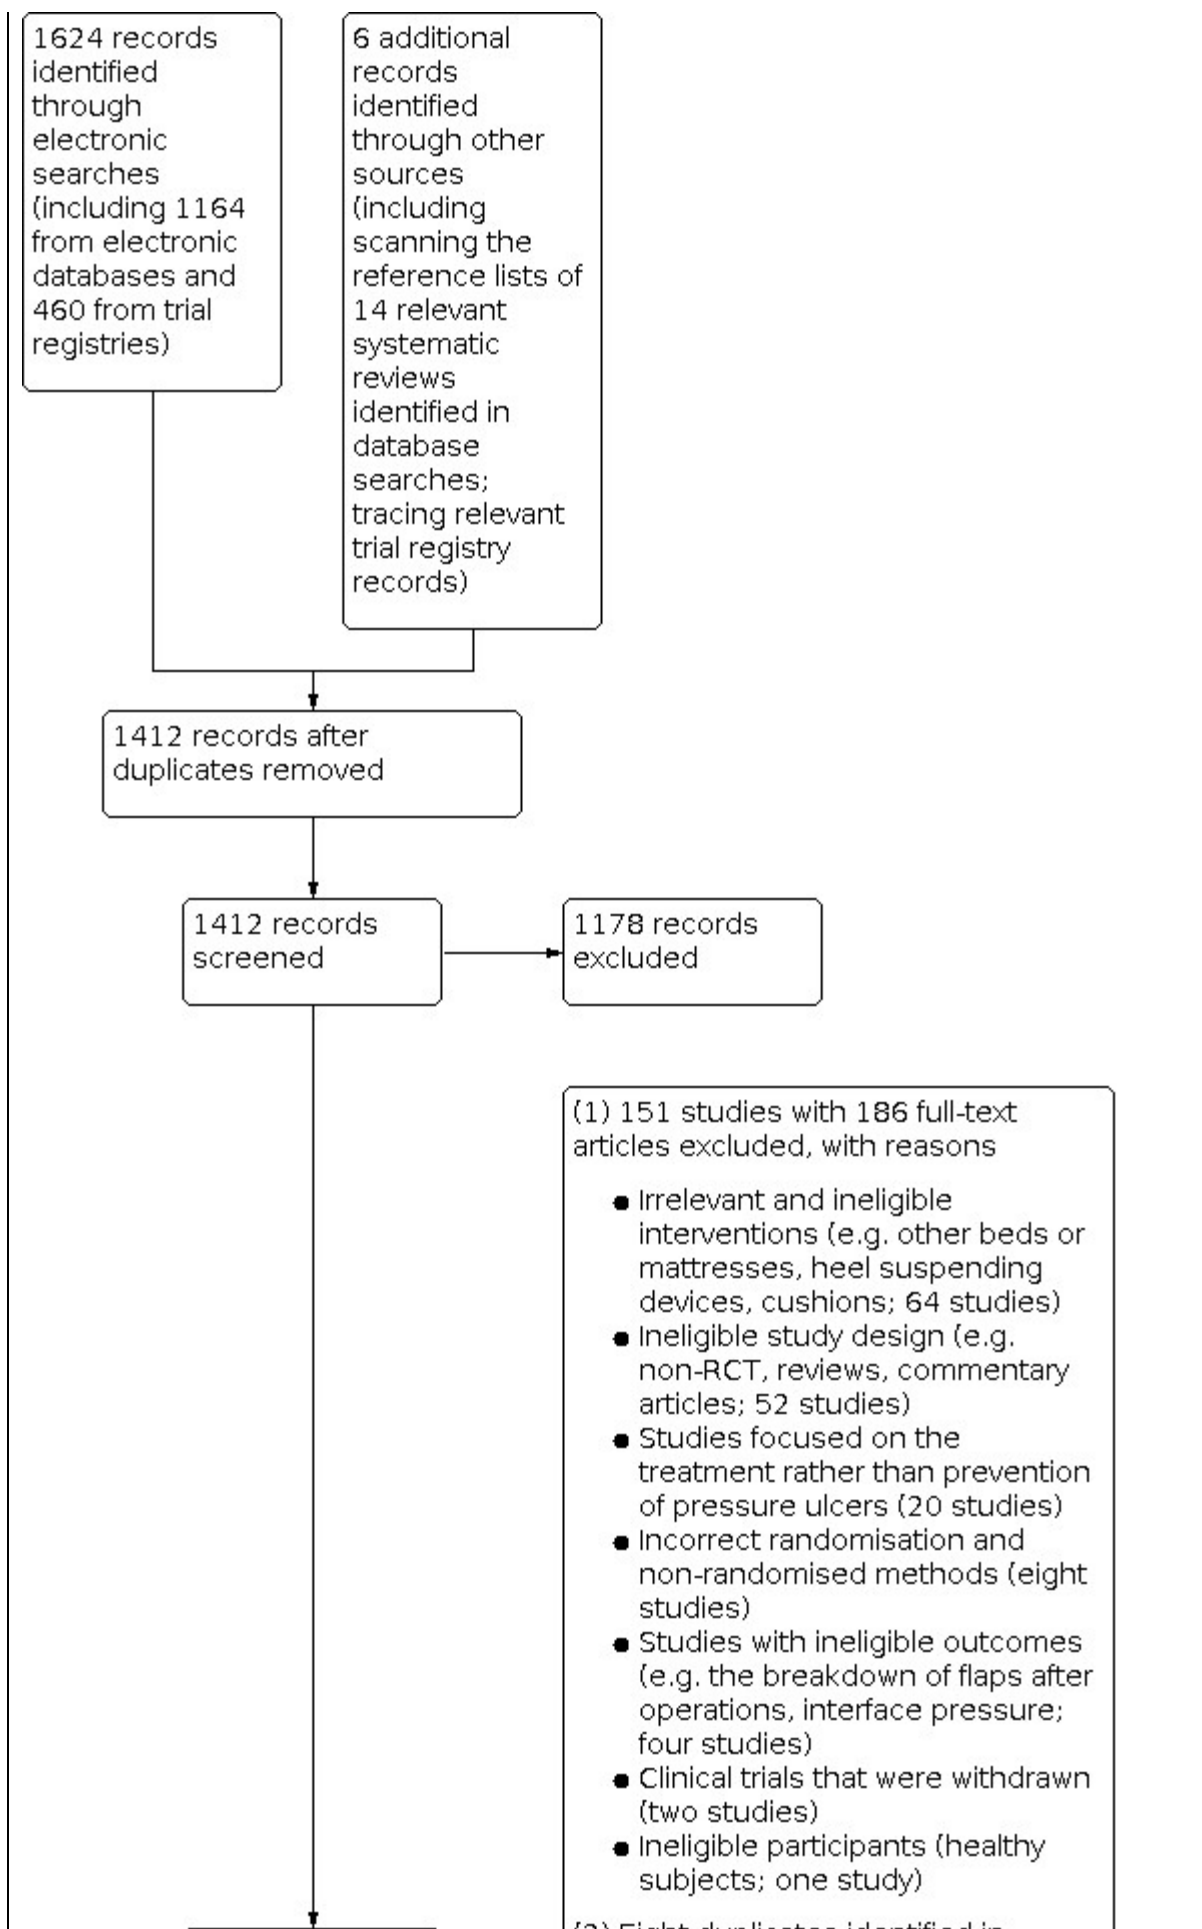 1624 records
identified
through
electronic
searches
(including 1164
from electronic
databases and
460 from trial
registries)
6 additional
records
identified
through other
sources
(including
scanning the
reference lists of
14 relevant
systematic
reviews
identified in
database
searches;
tracing relevant
trial registry
records)
1412 records after
duplicates removed
1412 records
screened
1178 records
excluded
(1) 151 studies with 186 full-text
articles excluded, with reasons
● Irrelevant and ineligible
interventions (e.g. other beds or
mattresses, heel suspending
devices, cushions; 64 studies)
● Ineligible study design (e.g.
non-RCT, reviews, commentary
articles; 52 studies)
● Studies focused on the
treatment rather than prevention
of pressure ulcers (20 studies)
● Incorrect randomisation and
non-randomised methods (eight
studies)
● Studies with ineligible outcomes
(e.g. the breakdown of flaps after
operations, interface pressure;
four studies)
● Clinical trials that were withdrawn
(two studies)
● Ineligible participants (healthy
subjects; one study)
(2) Eight duplicates identified in